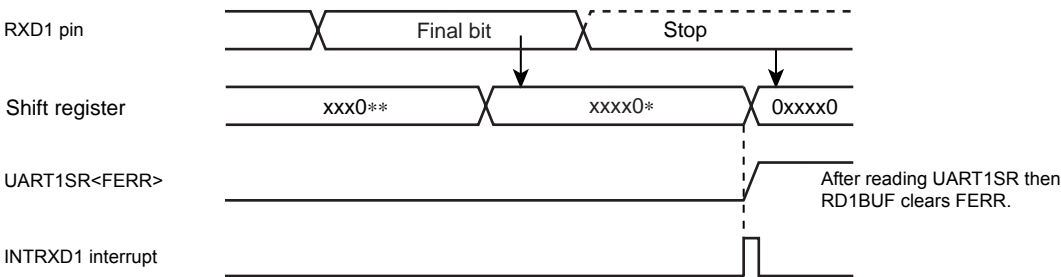 RXD1 pin
Final bit
Stop
Shift register
xxx0**
xxxx0*
0xxxx0
UART1SR<FERR>
After reading UART1SR then
RD1BUF clears FERR.
INTRXD1 interrupt